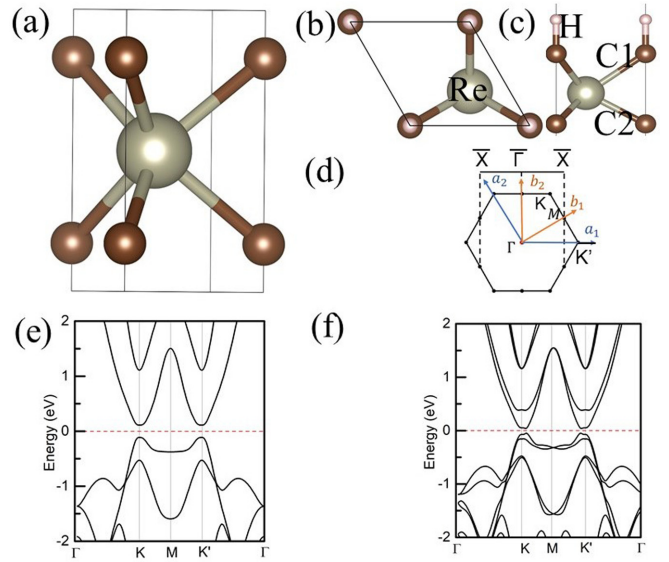 (a)
(b)
Re
(c)
H
C1
C2
(d)
X̅ Γ̅ X̅
a₂ b₂
K M b₁
Γ a₁
K'
(e)
2
1
0
-1
-2
Energy (eV)
Γ K M K' Γ
(f)
2
1
0
-1
-2
Energy (eV)
Γ K M K' Γ